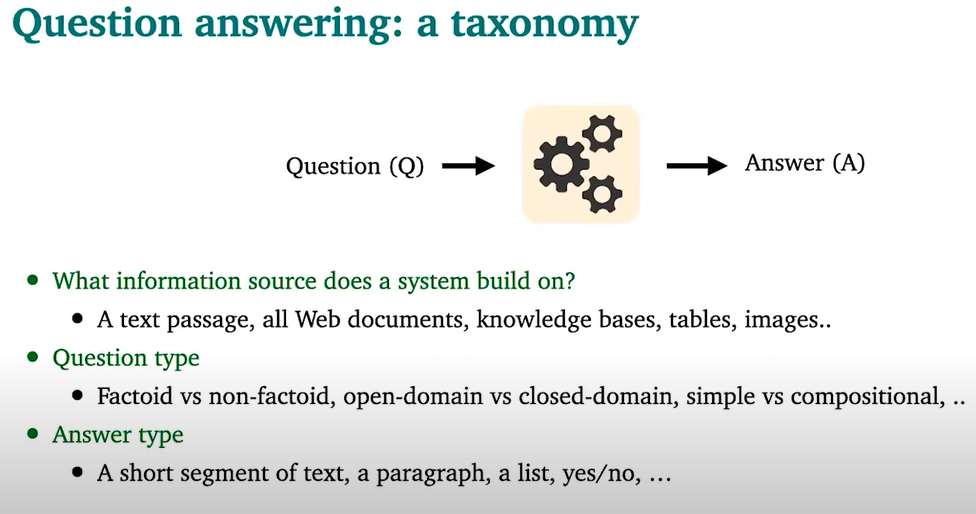 Question answering: a taxonomy
Question (Q)
Answer (A)
• What information source does a system build on?
• A text passage, all Web documents, knowledge bases, tables, images..
• Question type
• Factoid vs non-factoid, open-domain vs closed-domain, simple vs compositional, ..
• Answer type
• A short segment of text, a paragraph, a list, yes/no, …